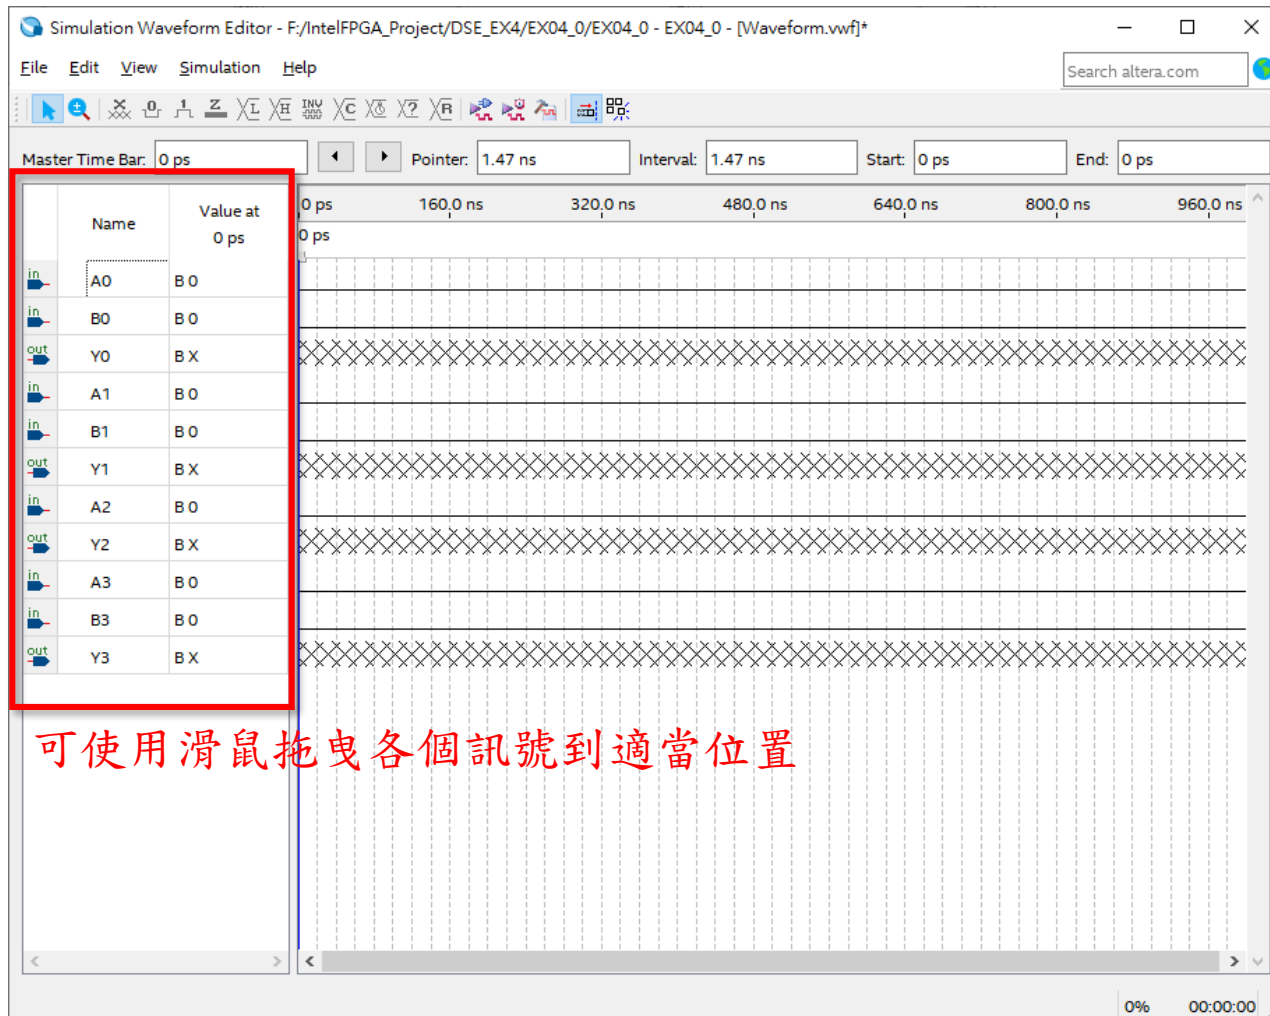 Simulation Waveform Editor - F:/IntelFPGA_Project/DSE_EX4/EX04_0/EX04_0 - EX04_0 - [Waveform.vwf]*
File Edit View Simulation Help
Search altera.com
Master Time Bar: 0 ps Pointer: 1.47 ns Interval: 1.47 ns Start: 0 ps End: 0 ps
Name Value at 0 ps
0 ps 160.0 ns 320.0 ns 480.0 ns 640.0 ns 800.0 ns 960.0 ns
0 ps
in A0 B 0
in B0 B 0
out Y0 B X
in A1 B 0
in B1 B 0
out Y1 B X
in A2 B 0
out Y2 B X
in A3 B 0
in B3 B 0
out Y3 B X
可使用滑鼠拖曳各個訊號到適當位置
0% 00:00:00